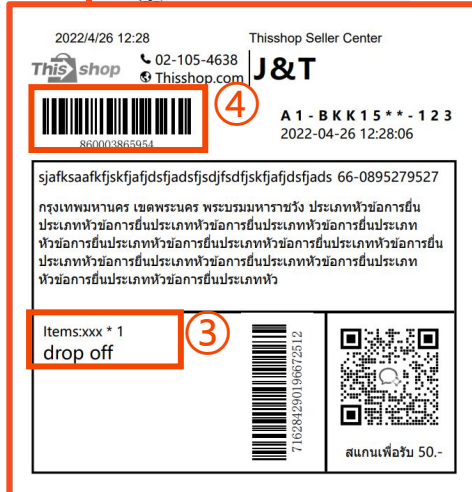 2022/4/26 12:28 Thisshop Seller Center
This shop 02-105-4638 J&T
Thisshop.com
④
860003865954
A1-BKK15**-123
2022-04-26 12:28:06
sjafksaafkfjskfjafjdsfjadsfjsdjfsdfjskfjafjdsfjads 66-0895279527
กรุงเทพมหานคร เขตพระนคร พระบรมมหาราชวัง ประเภทหัวข้อการยื่น
ประเภทหัวข้อการยื่นประเภทหัวข้อการยื่นประเภทหัวข้อการยื่นประเภท
หัวข้อการยื่นประเภทหัวข้อการยื่นประเภทหัวข้อการยื่นประเภทหัวข้อการยื่น
ประเภทหัวข้อการยื่นประเภทหัวข้อการยื่นประเภทหัวข้อการยื่นประเภท
หัวข้อการยื่นประเภทหัวข้อการยื่นประเภทหัว
Items:xxx * 1
drop off
③
716284290196672512
สแกนเพื่อรับ 50.-